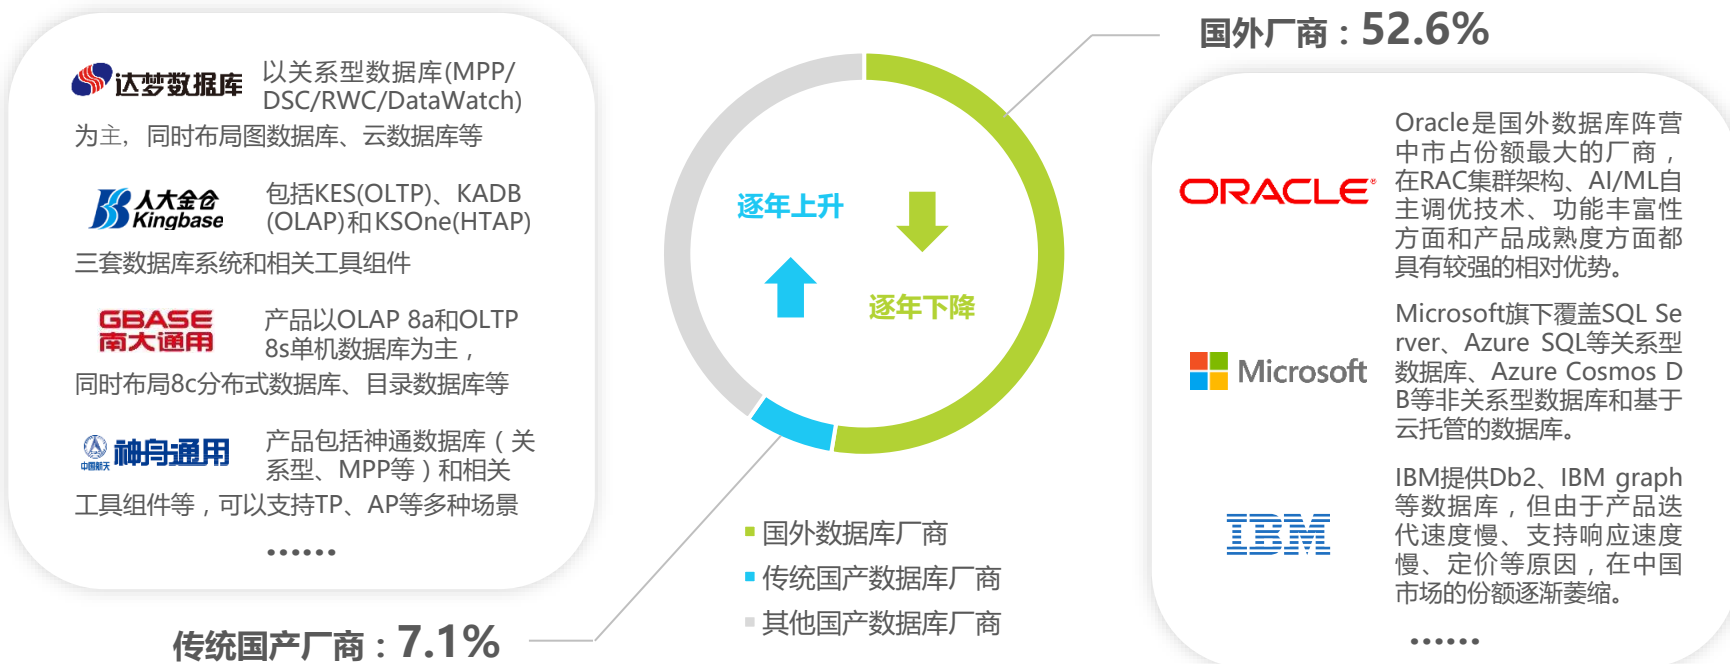 达梦数据库
以关系型数据库(MPP/
DSC/RWC/DataWatch)
为主，同时布局图数据库、云数据库等
人大金仓
Kingbase
包括KES(OLTP)、KADB
(OLAP)和KSOne(HTAP)
三套数据库系统和相关工具组件
GBASE
南大通用
产品以OLAP 8a和OLTP
8s单机数据库为主，
同时布局8c分布式数据库、目录数据库等
中国航天
神舟通用
产品包括神通数据库（关
系型、MPP等）和相关
工具组件等，可以支持TP、AP等多种场景
......
传统国产厂商：7.1%
逐年上升
逐年下降
国外数据库厂商
传统国产数据库厂商
其他国产数据库厂商
国外厂商：52.6%
ORACLE®
Oracle是国外数据库阵营
中市占份额最大的厂商，
在RAC集群架构、AI/ML自
主调优技术、功能丰富性
方面和产品成熟度方面都
具有较强的相对优势。
Microsoft
Microsoft旗下覆盖SQL Se
rver、Azure SQL等关系型
数据库、Azure Cosmos D
B等非关系型数据库和基于
云托管的数据库。
IBM
IBM提供Db2、IBM graph
等数据库，但由于产品迭
代速度慢、支持响应速度
慢、定价等原因，在中国
市场的份额逐渐萎缩。
......